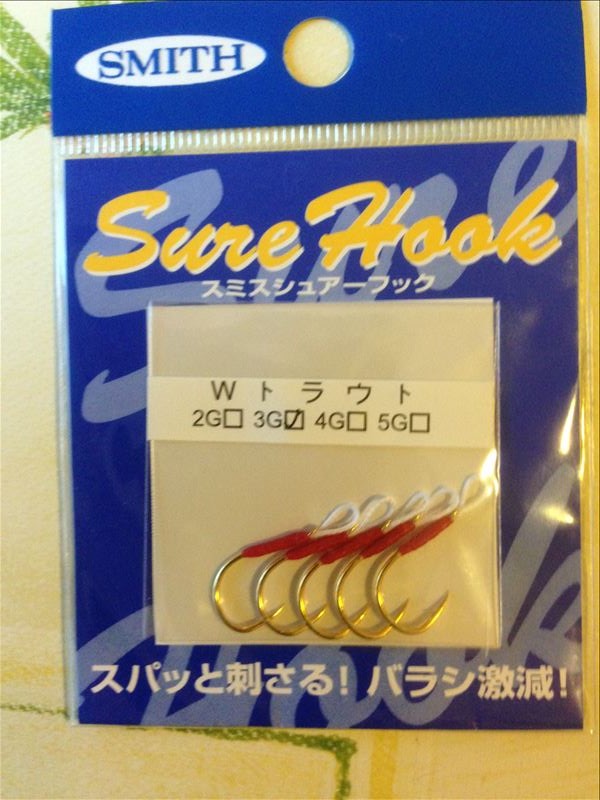 SMITH
Sure Hook
スミスシュアーフック
W トラウト
2G□ 3G☑ 4G□ 5G□
スパッと刺さる! バラシ激減!